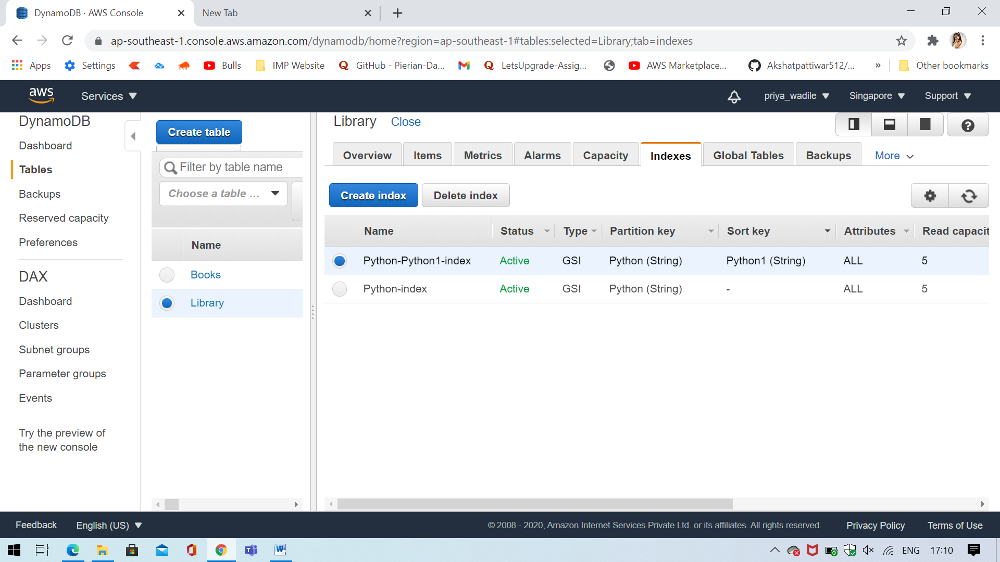 DynamoDB · AWS Console
New Tab
ap-southeast-1.console.aws.amazon.com/dynamodb/home?region=ap-southeast-1#tables:selected=Library;tab=indexes
Apps
Settings
Bulls
IMP Website
GitHub - Pierian-Da...
LetsUpgrade-Assig...
AWS Marketplace...
Akshatpattiwar512/...
»
Other bookmarks
aws
Services
priya_wadile
Singapore
Support
DynamoDB
Dashboard
Tables
Backups
Reserved capacity
Preferences
DAX
Dashboard
Clusters
Subnet groups
Parameter groups
Events
Try the preview of
the new console
Create table
Filter by table name
Choose a table ...
Name
Books
Library
Library Close
Overview Items Metrics Alarms Capacity Indexes Global Tables Backups More
Create index Delete index
Name Status Type Partition key Sort key Attributes Read capacit
Python-Python1-index Active GSI Python (String) Python1 (String) ALL 5
Python-index Active GSI Python (String) - ALL 5
Feedback English (US)
© 2008 - 2020, Amazon Internet Services Private Ltd. or its affiliates. All rights reserved. Privacy Policy Terms of Use
ENG 17:10